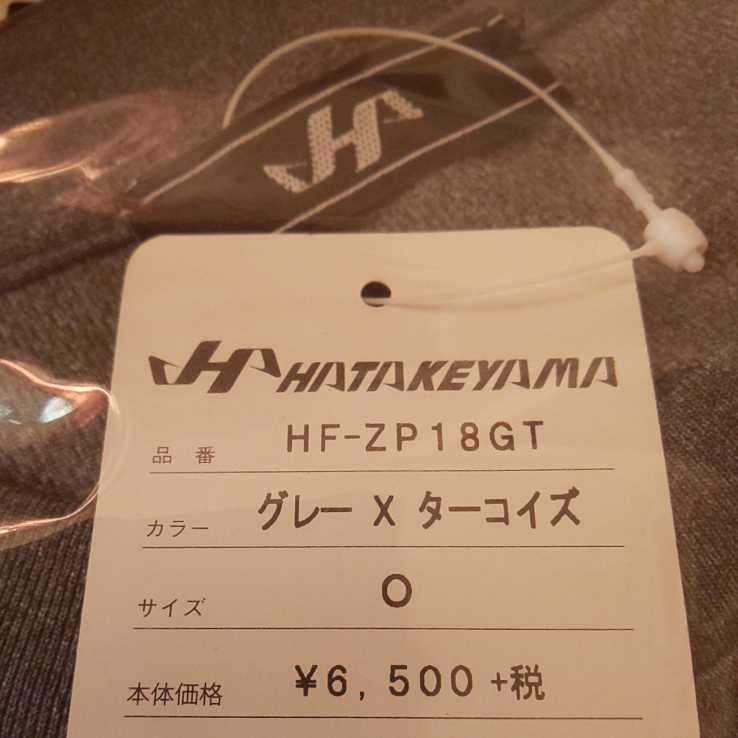 HATAKEYAMA
品番 HF-ZP18GT
カラー グレー X ターコイズ
サイズ O
本体価格 ¥6,500 +税